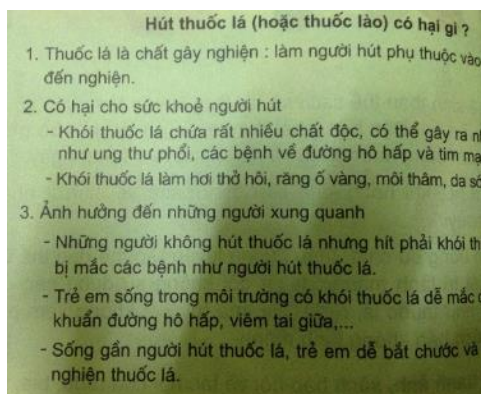 Hút thuốc lá (hoặc thuốc lào) có hại gì ?
1. Thuốc lá là chất gây nghiện : làm người hút phụ thuộc vào
đến nghiện.
2. Có hại cho sức khoẻ người hút
- Khói thuốc lá chứa rất nhiều chất độc, có thể gây ra
như ung thư phổi, các bệnh về đường hô hấp và tim
- Khói thuốc lá làm hơi thở hôi, răng ố vàng, môi thâm, da
3. Ảnh hưởng đến những người xung quanh
- Những người không hút thuốc lá nhưng hít phải khói
bị mắc các bệnh như người hút thuốc lá.
- Trẻ em sống trong môi trường có khói thuốc lá dễ mắc
khuẩn đường hô hấp, viêm tai giữa,...
- Sống gần người hút thuốc lá, trẻ em dễ bắt chước và
nghiện thuốc lá.